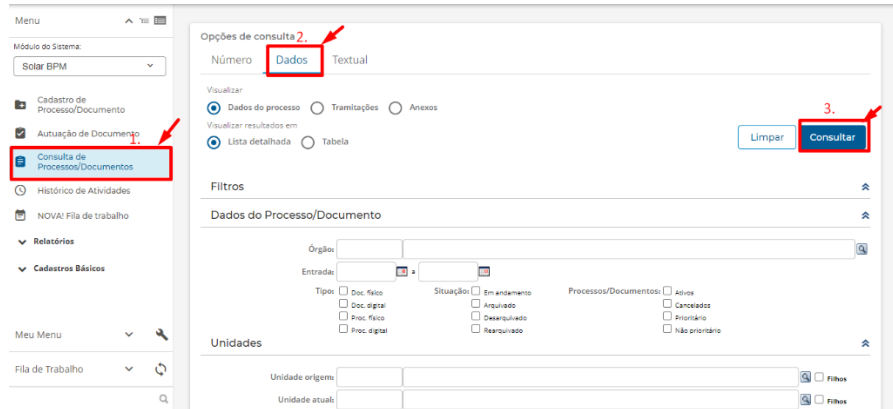 Menu
Módulo do Sistema:
Solar BPM
Cadastro de
Processo/Documento
Autuação de Documento
1.
Consulta de
Processos/Documentos
Histórico de Atividades
NOVA! Fila de trabalho
Relatórios
Cadastros Básicos
Meu Menu
Fila de Trabalho
Opções de consulta 2.
Número Dados Textual
Visualizar
Dados do processo Tramitações Anexos
Visualizar resultados em
Lista detalhada Tabela
3.
Limpar Consultar
Filtros
Dados do Processo/Documento
Órgão:
Entrada: a
Tipo: Doc. físico Situação: Em andamento Processos/Documentos: Ativos
Doc. digital Arquivado Cancelados
Proc. físico Desarquivado Prioritário
Proc. digital Rearquivado Não prioritário
Unidades
Unidade origem: Filhos
Unidade atual: Filhos